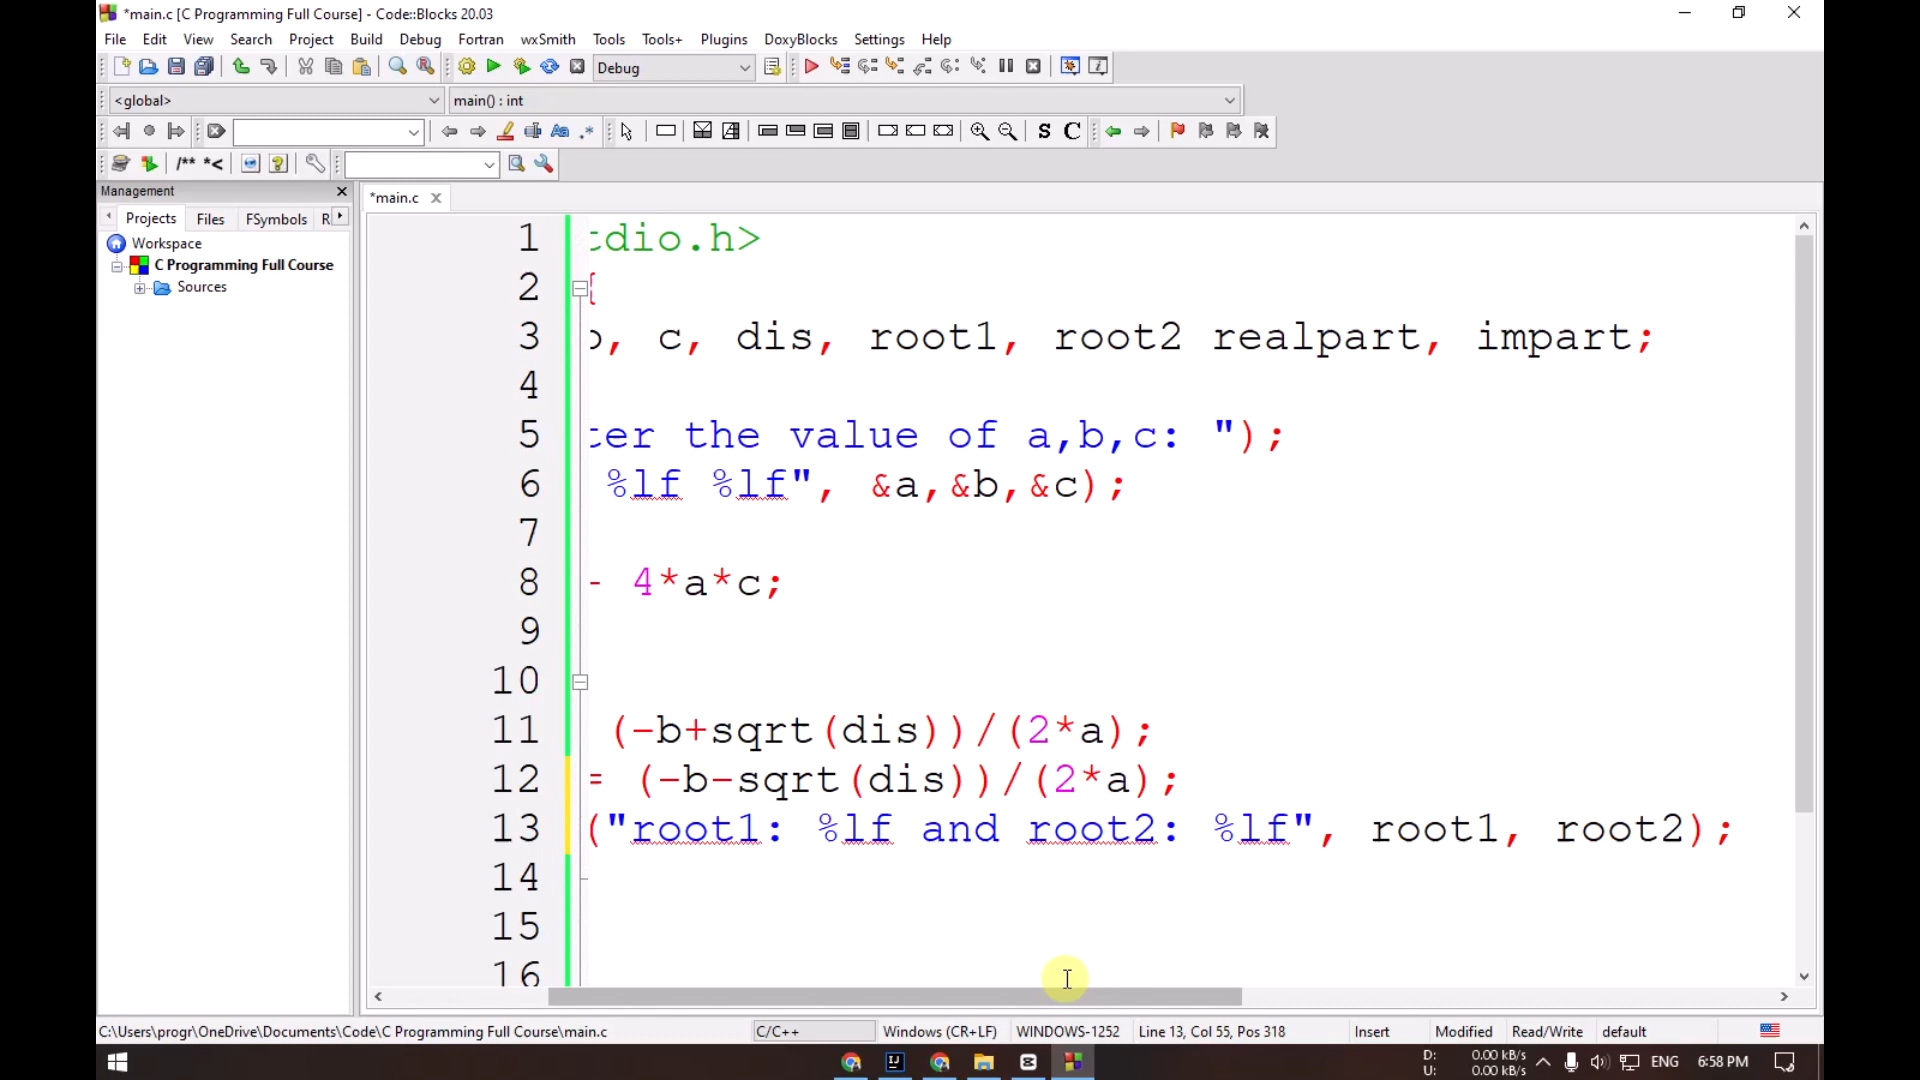 *main.c [C Programming Full Course] - Code::Blocks 20.03
File Edit View Search Project Build Debug Fortran wxSmith Tools Tools+ Plugins DoxyBlocks Settings Help
Debug
<global> main() : int
S C
/** *<
Management
*main.c
Projects Files FSymbols R
Workspace
C Programming Full Course
Sources
1 tdio.h>
2 {
3 b, c, dis, root1, root2 realpart, impart;
4
5 ter the value of a,b,c: ");
6 %lf %lf", &a,&b,&c);
7
8 - 4*a*c;
9
10
11 (-b+sqrt(dis))/(2*a);
12 = (-b-sqrt(dis))/(2*a);
13 ("root1: %lf and root2: %lf", root1, root2);
14
15
16
C:\Users\progr\OneDrive\Documents\Code\C Programming Full Course\main.c C/C++ Windows (CR+LF) WINDOWS-1252 Line 13, Col 55, Pos 318 Insert Modified Read/Write default
D: 0.00 kB/s
U: 0.00 kB/s
ENG 6:58 PM